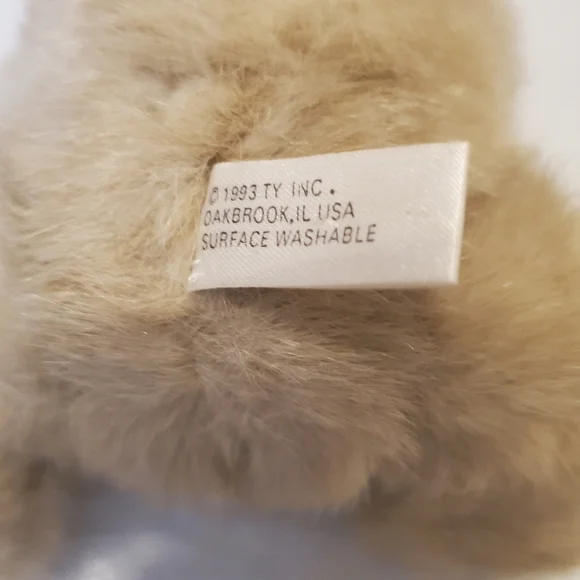 © 1993 TY INC.
OAKBROOK,IL USA
SURFACE WASHABLE